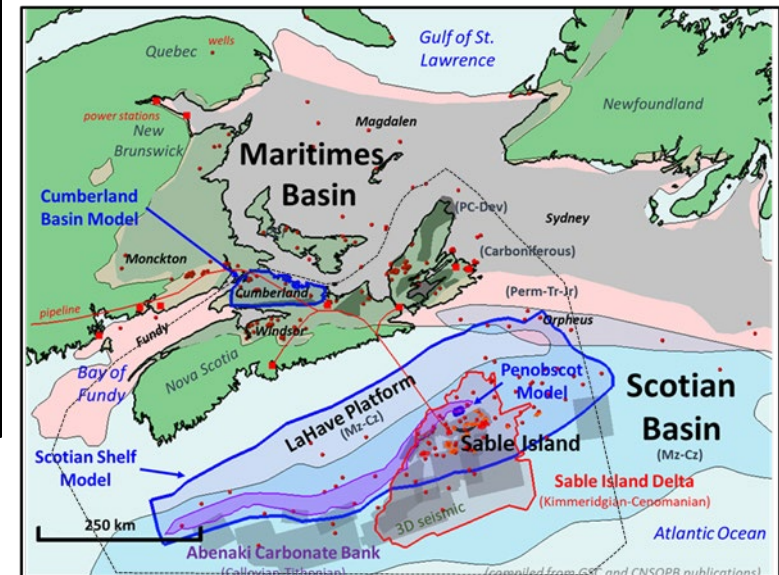 Gulf of St.
Lawrence
Quebec
wells
Newfoundland
power stations
New
Brunswick
Magdalen
Maritimes
Basin
Cumberland
Basin Model
(PC-Dev)
Sydney
(Carboniferous)
Monckton
Cumberland
(Perm-Tr-Jr)
pipeline
Fundy
Windsor
Orpheus
Bay of
Fundy
Nova Scotia
Penobscot
Model
LaHave Platform
(Mz-Cz)
Scotian
Basin
(Mz-Cz)
Sable Island
Scotian Shelf
Model
Sable Island Delta
(Kimmeridgian-Cenomanian)
250 km
3D seismic
Atlantic Ocean
Abenaki Carbonate Bank
(Callovian-Tithonian)
(compiled from GSC and CNSOPB publications)